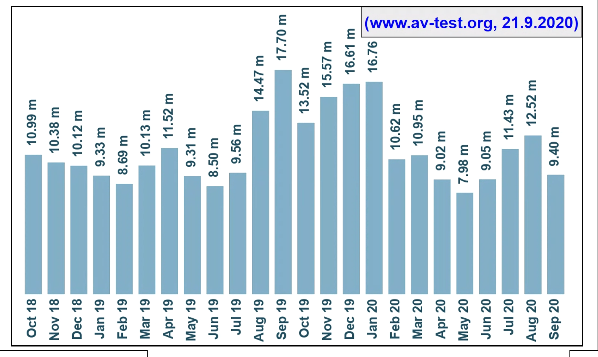 (www.av-test.org, 21.9.2020)
10.99 m
10.38 m
10.12 m
9.33 m
8.69 m
10.13 m
11.52 m
9.31 m
8.50 m
9.56 m
14.47 m
17.70 m
13.52 m
15.57 m
16.61 m
16.76
10.62 m
10.95 m
9.02 m
7.98 m
9.05 m
11.43 m
12.52 m
9.40 m
Oct 18
Nov 18
Dec 18
Jan 19
Feb 19
Mar 19
Apr 19
May 19
Jun 19
Jul 19
Aug 19
Sep 19
Oct 19
Nov 19
Dec 19
Jan 20
Feb 20
Mar 20
Apr 20
May 20
Jun 20
Jul 20
Aug 20
Sep 20